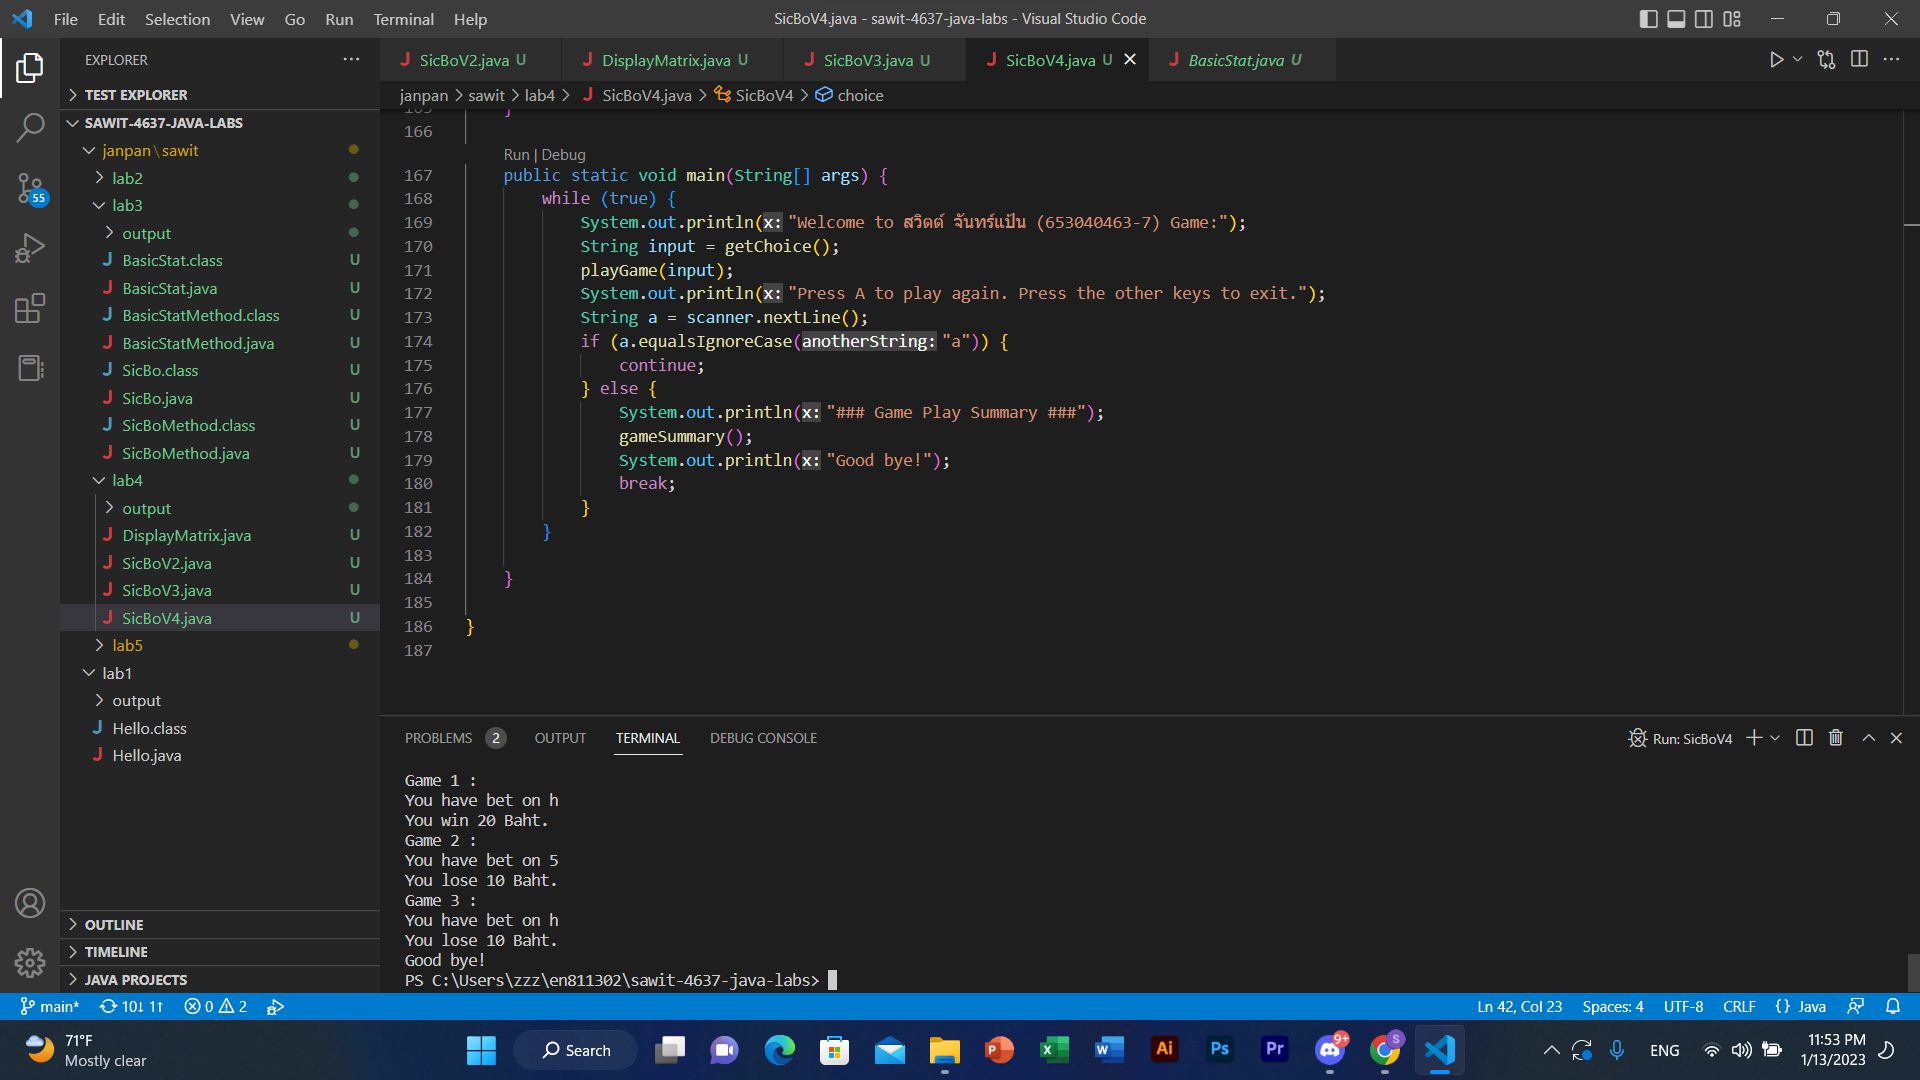 File Edit Selection View Go Run Terminal Help
SicBoV4.java - sawit-4637-java-labs - Visual Studio Code
EXPLORER
TEST EXPLORER
SAWIT-4637-JAVA-LABS
janpan\sawit
lab2
lab3
output
BasicStat.class U
BasicStat.java U
BasicStatMethod.class U
BasicStatMethod.java U
SicBo.class U
SicBo.java U
SicBoMethod.class U
SicBoMethod.java U
lab4
output
DisplayMatrix.java U
SicBoV2.java U
SicBoV3.java U
SicBoV4.java U
lab5
lab1
output
Hello.class
Hello.java
OUTLINE
TIMELINE
JAVA PROJECTS
55
SicBoV2.java U
DisplayMatrix.java U
SicBoV3.java U
SicBoV4.java U
BasicStat.java U
janpan > sawit > lab4 > SicBoV4.java > SicBoV4 > choice
165 }
166
Run | Debug
167 public static void main(String[] args) {
168 while (true) {
169 System.out.println(x: "Welcome to สวิตต์ จันทร์แป้น (653040463-7) Game:");
170 String input = getChoice();
171 playGame(input);
172 System.out.println(x: "Press A to play again. Press the other keys to exit.");
173 String a = scanner.nextLine();
174 if (a.equalsIgnoreCase(anotherString: "a")) {
175 continue;
176 } else {
177 System.out.println(x: "### Game Play Summary ###");
178 gameSummary();
179 System.out.println(x: "Good bye!");
180 break;
181 }
182 }
183
184 }
185
186 }
187
PROBLEMS 2 OUTPUT TERMINAL DEBUG CONSOLE
Run: SicBoV4
Game 1 :
You have bet on h
You win 20 Baht.
Game 2 :
You have bet on 5
You lose 10 Baht.
Game 3 :
You have bet on h
You lose 10 Baht.
Good bye!
PS C:\Users\zzz\en811302\sawit-4637-java-labs>
main* 10↓ 1↑ 0 2
Ln 42, Col 23 Spaces: 4 UTF-8 CRLF {} Java
71°F
Mostly clear
Search
P
X
W
Ai
Ps
Pr
9+
S
ENG
11:53 PM
1/13/2023